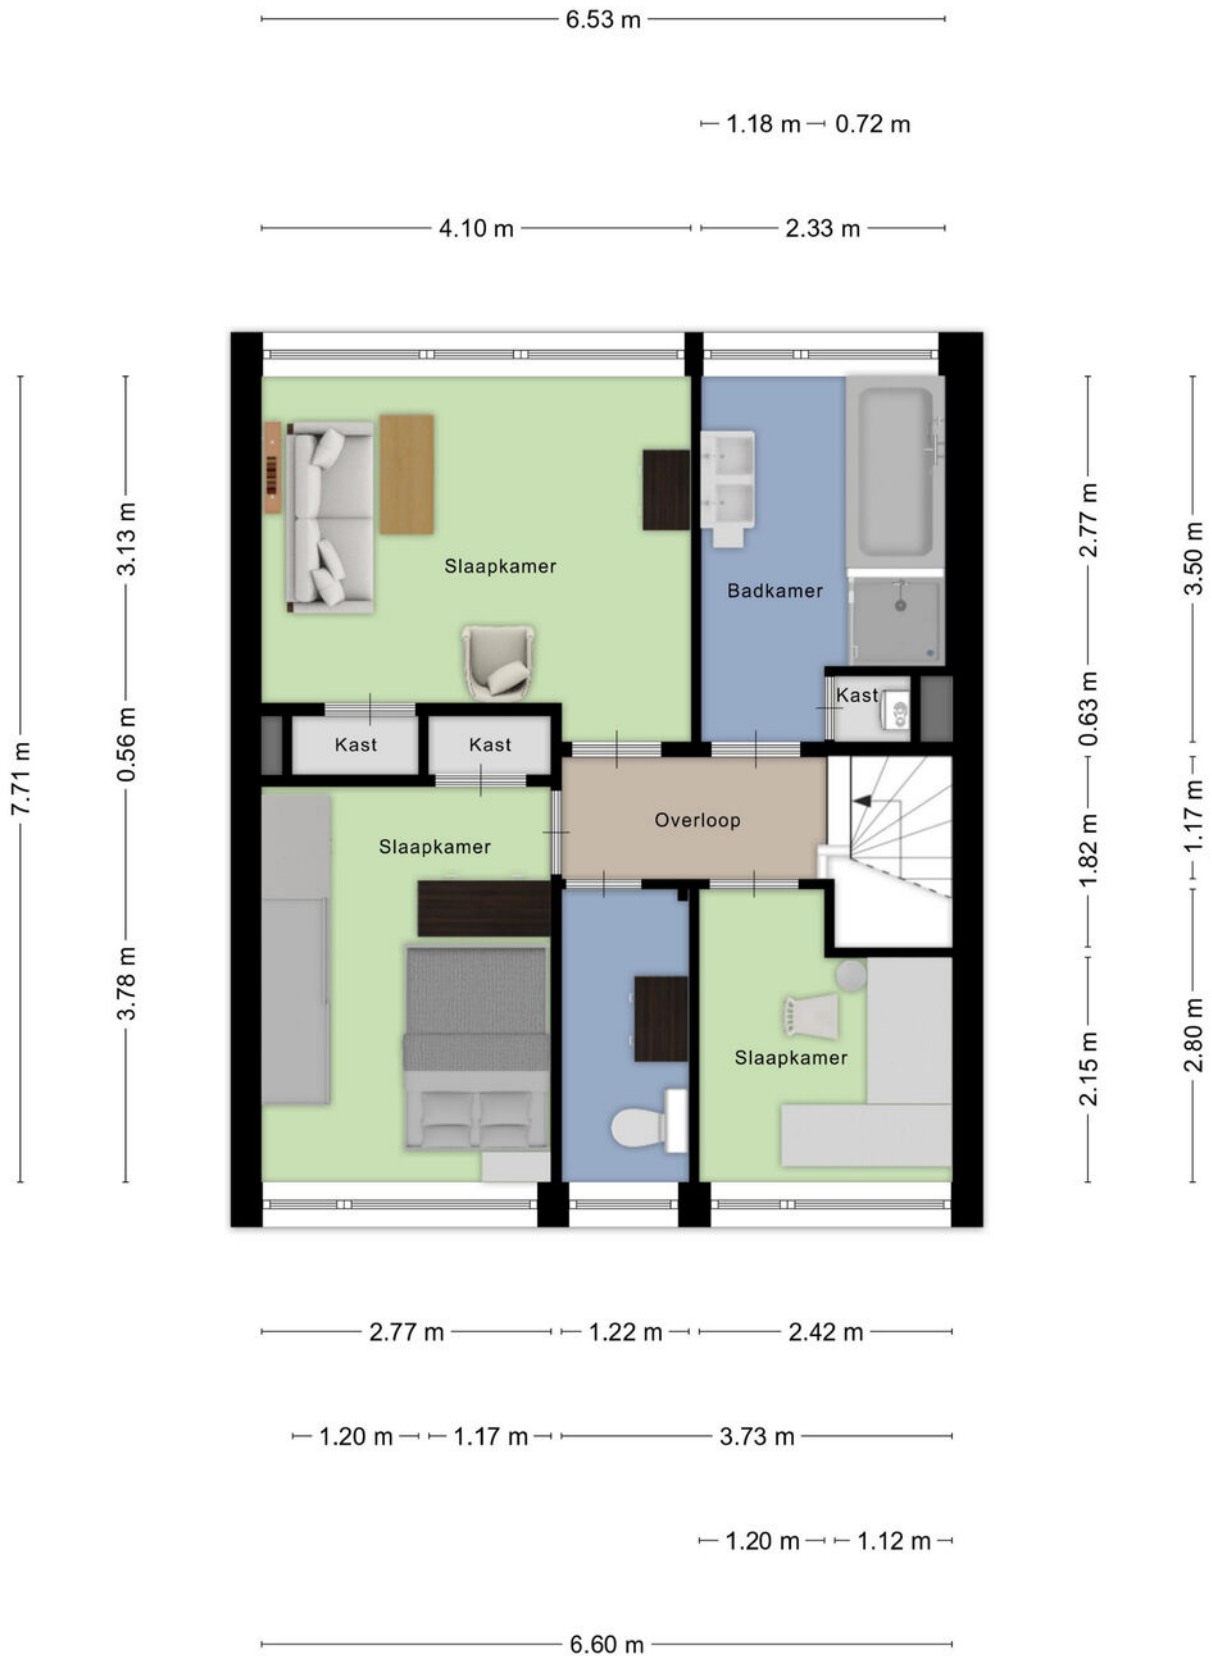 6.53 m
1.18 m 0.72 m
4.10 m 2.33 m
Slaapkamer
Badkamer
Kast
Kast Kast
Overloop
Slaapkamer
Slaapkamer
7.71 m
3.13 m
0.56 m
3.78 m
2.77 m
0.63 m
1.82 m
2.15 m
3.50 m
1.17 m
2.80 m
2.77 m 1.22 m 2.42 m
1.20 m 1.17 m 3.73 m
1.20 m 1.12 m
6.60 m